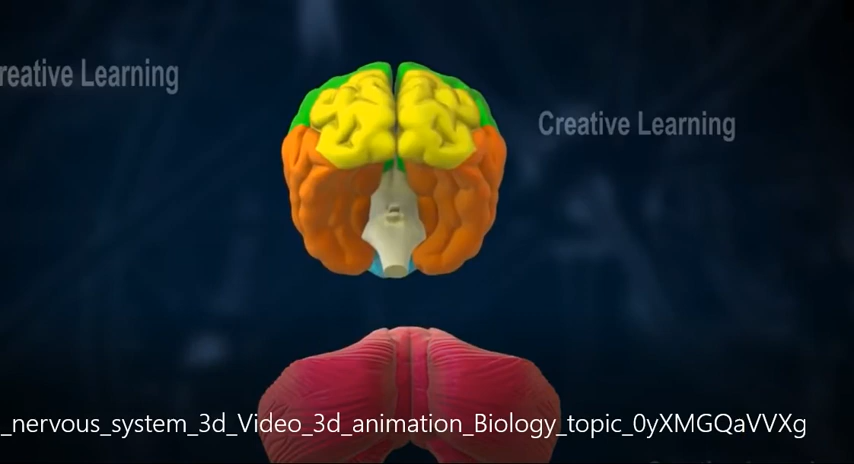 reative Learning
Creative Learning
_nervous_system_3d_Video_3d_animation_Biology_topic_0yXMGQaVVXg